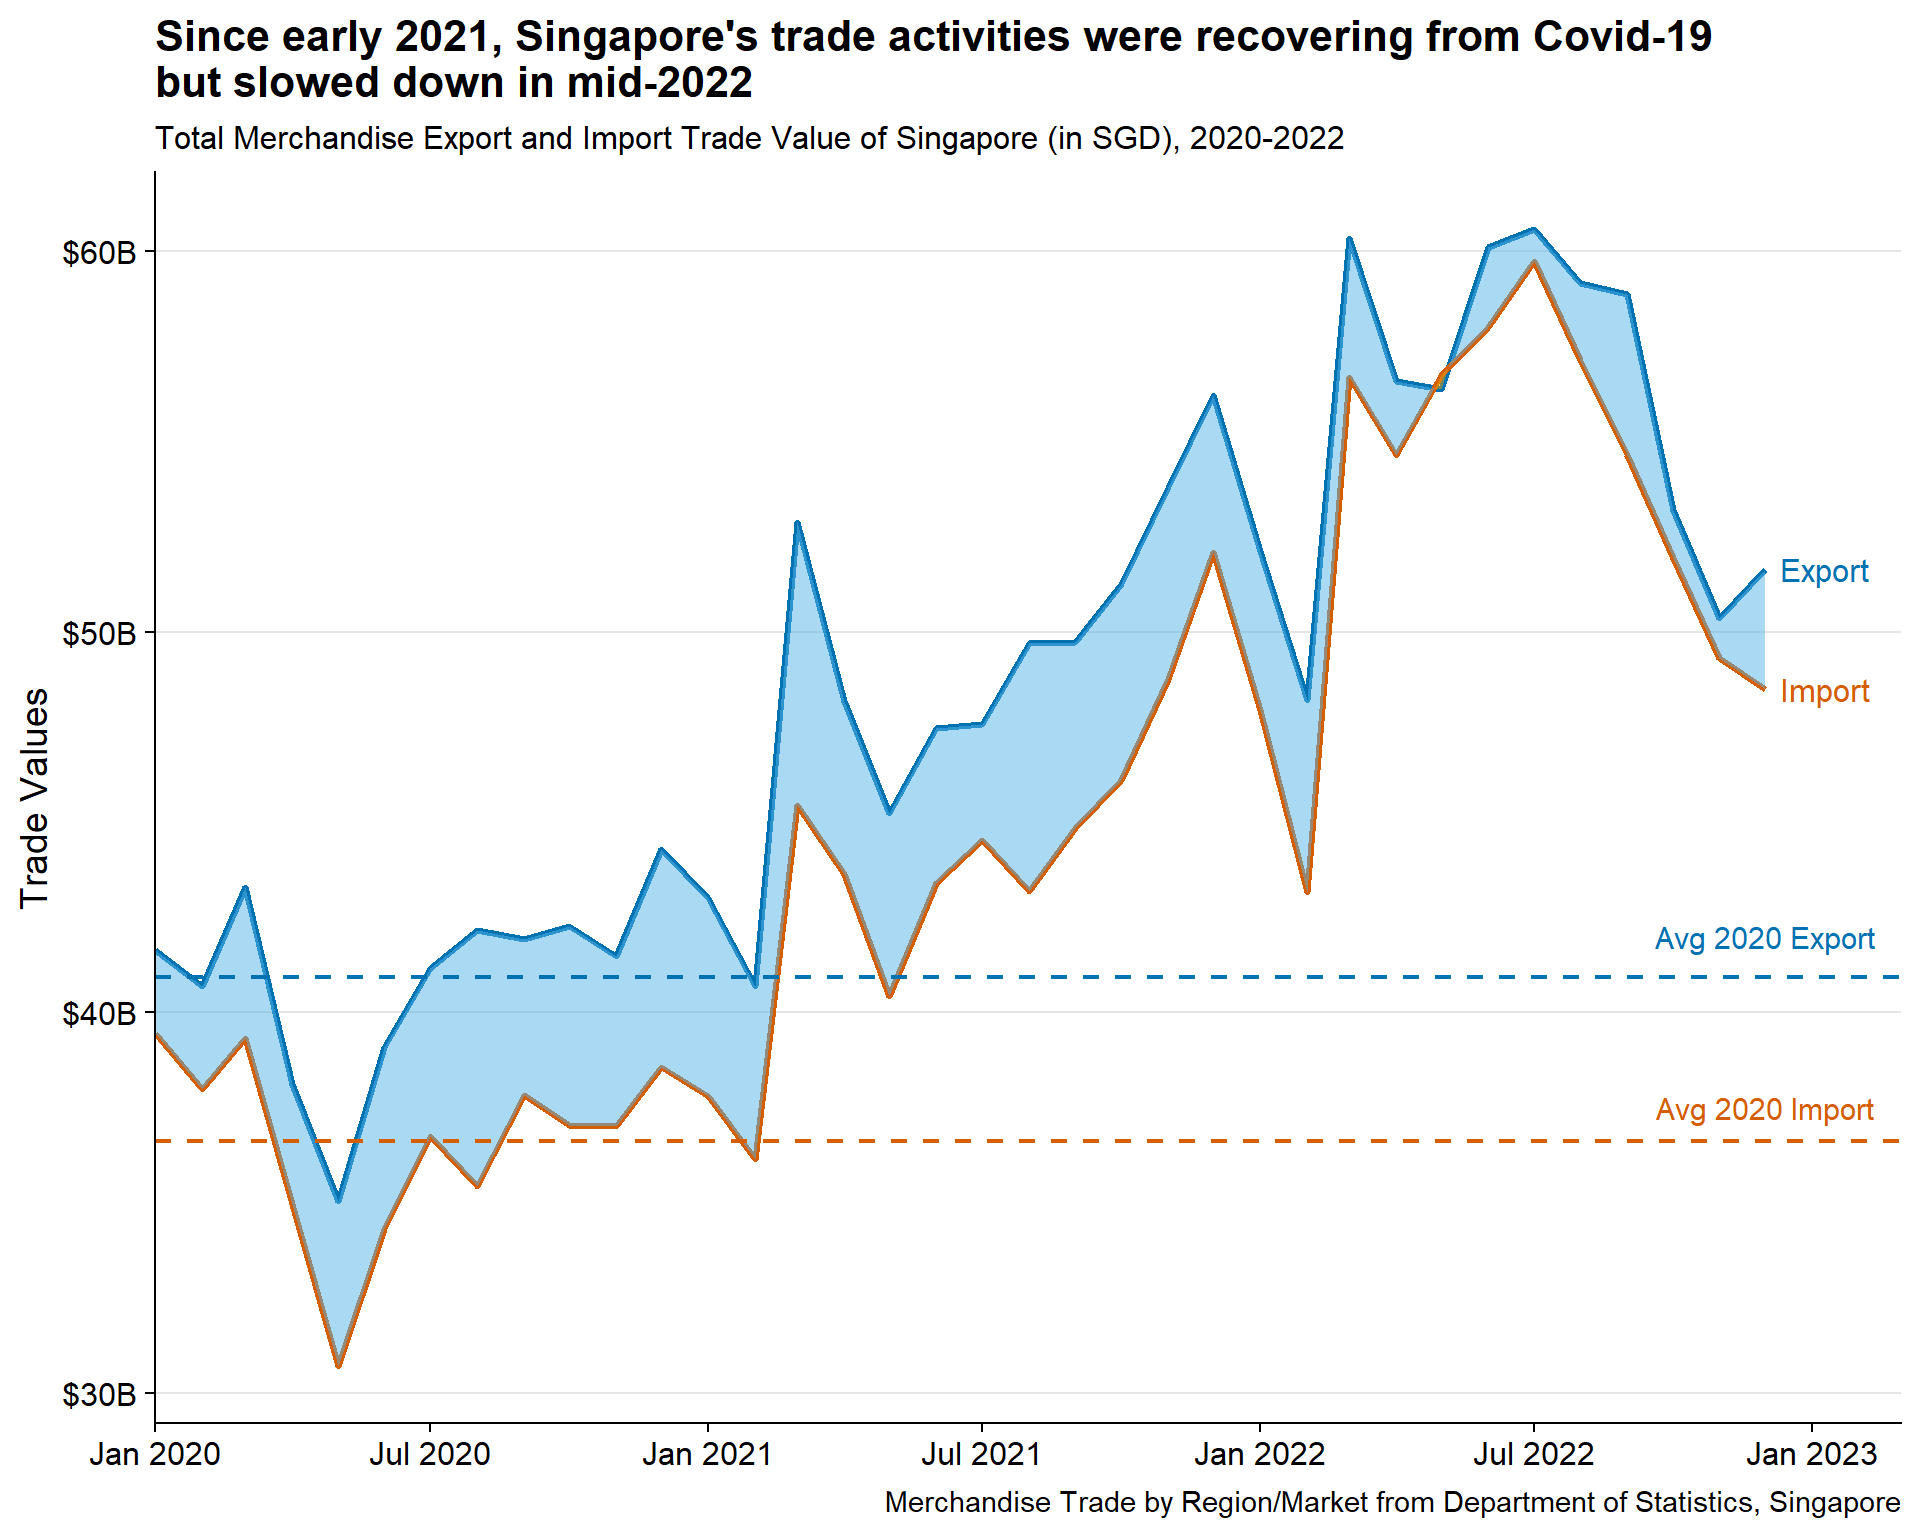 Since early 2021, Singapore's trade activities were recovering from Covid-19
but slowed down in mid-2022
Total Merchandise Export and Import Trade Value of Singapore (in SGD), 2020-2022
Trade Values
$60B
$50B
$40B
$30B
Export
Import
Avg 2020 Export
Avg 2020 Import
Jan 2020
Jul 2020
Jan 2021
Jul 2021
Jan 2022
Jul 2022
Jan 2023
Merchandise Trade by Region/Market from Department of Statistics, Singapore